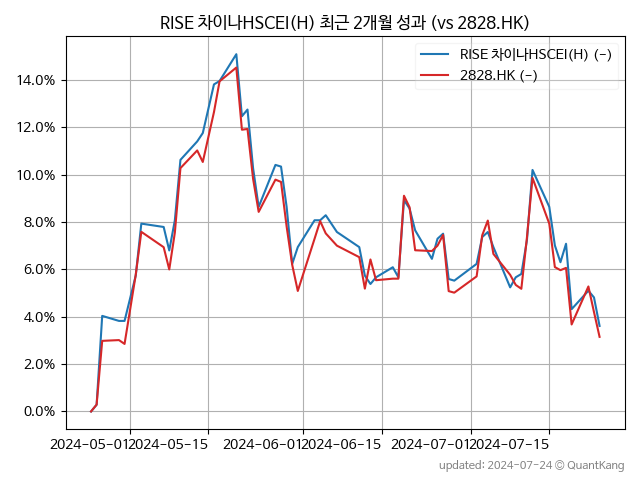 RISE 차이나HSCEI(H) 최근 2개월 성과 (vs 2828.HK)
RISE 차이나HSCEI(H) (-)
2828.HK (-)
14.0%
12.0%
10.0%
8.0%
6.0%
4.0%
2.0%
0.0%
2024-05-01 2024-05-15 2024-06-01 2024-06-15 2024-07-01 2024-07-15
updated: 2024-07-24 © QuantKang